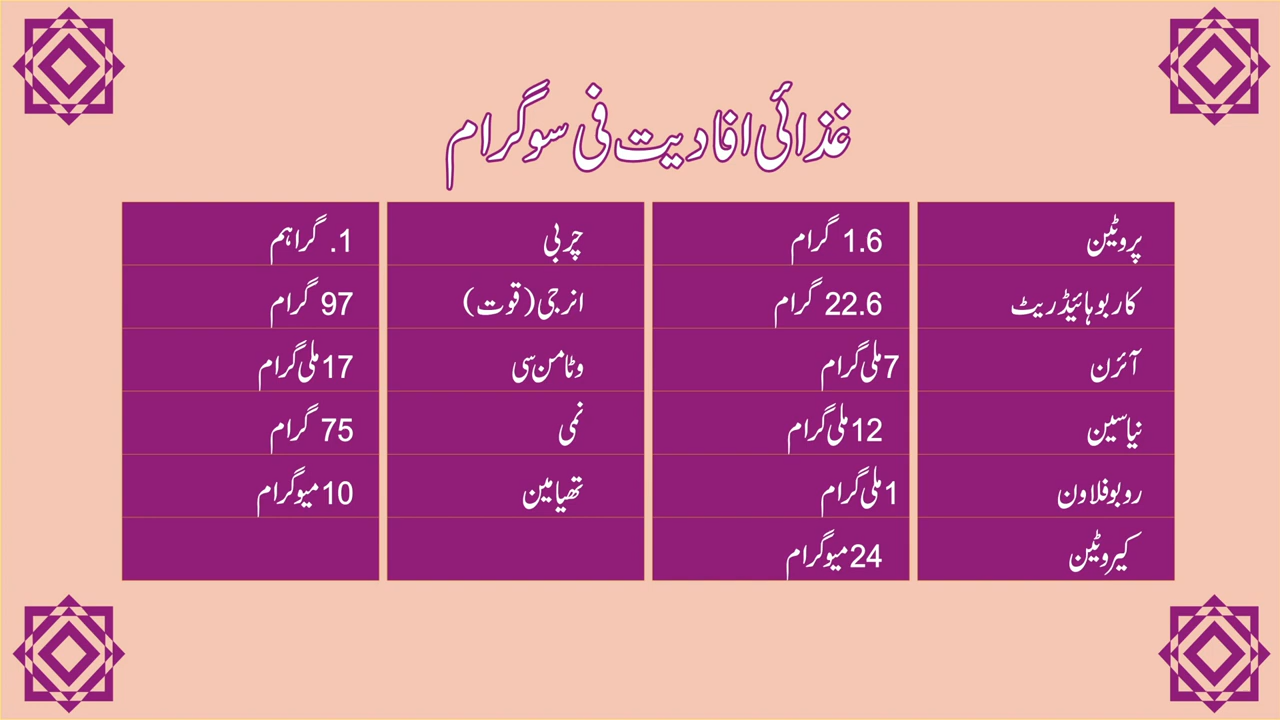 غذائی افادیت فی سو گرام
پروٹین 1.6 گرام چربی 1. گراہم
کاربوہائیڈریٹ 22.6 گرام انرجی (قوت) 97 گرام
آئرن 7 ملی گرام وٹامن سی 17 ملی گرام
نیاسین 12 ملی گرام نمی 75 گرام
روبوفلاون 1 ملی گرام تھیامین 10 میوگرام
کیروٹین 24 میوگرام